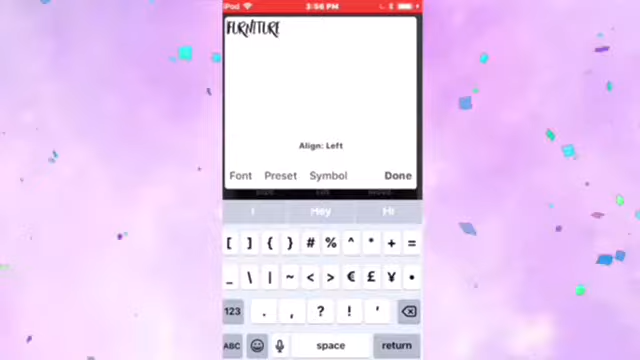 iPod 3:56 PM
FURNITURE
Align: Left
Font Preset Symbol Done
I Hey Hi
[ ] { } # % ^ * + =
_ \ | ~ < > € £ ¥ •
123 . , ? ! '
ABC space return